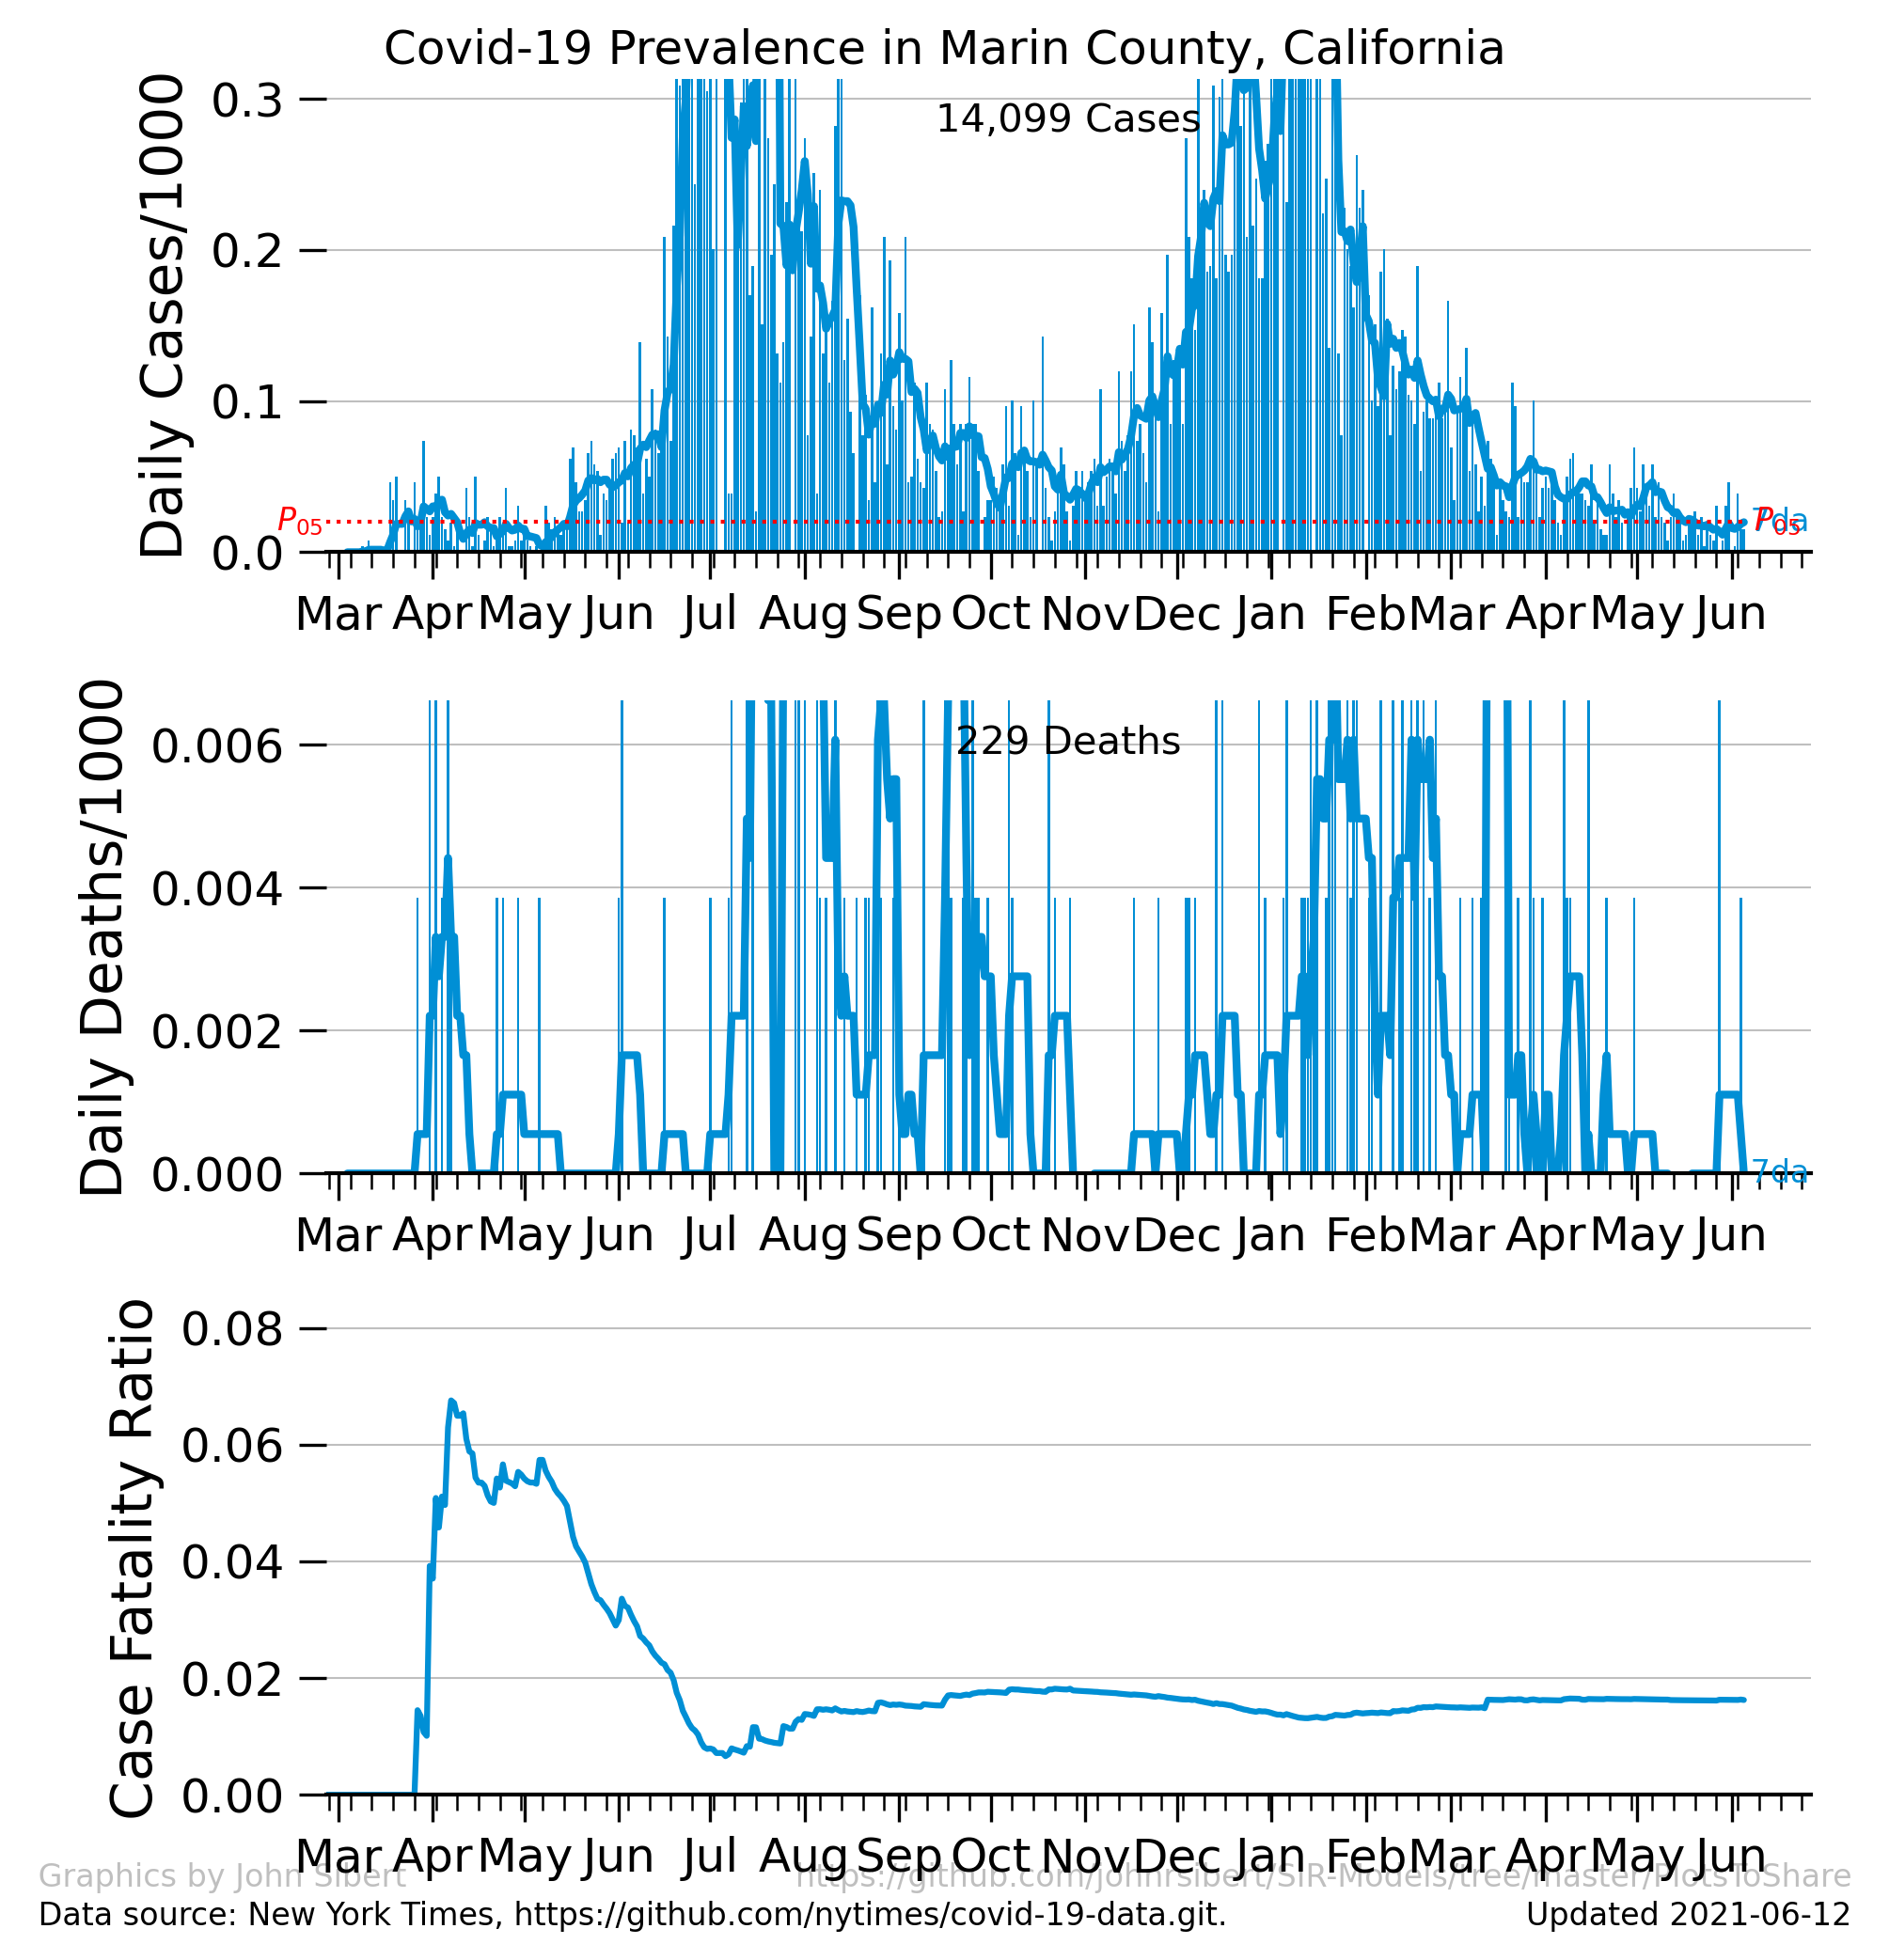 Covid-19 Prevalence in Marin County, California
Daily Cases/1000
0.3
0.2
0.1
0.0
14,099 Cases
P05
7da
P05
Mar Apr May Jun Jul Aug Sep Oct Nov Dec Jan Feb Mar Apr May Jun
Daily Deaths/1000
0.006
0.004
0.002
0.000
229 Deaths
7da
Mar Apr May Jun Jul Aug Sep Oct Nov Dec Jan Feb Mar Apr May Jun
Case Fatality Ratio
0.08
0.06
0.04
0.02
0.00
Mar Apr May Jun Jul Aug Sep Oct Nov Dec Jan Feb Mar Apr May Jun
Graphics by John Sibert
https://github.com/johnrsibert/SIR-Models/tree/master/PlotsToShare
Data source: New York Times, https://github.com/nytimes/covid-19-data.git.
Updated 2021-06-12